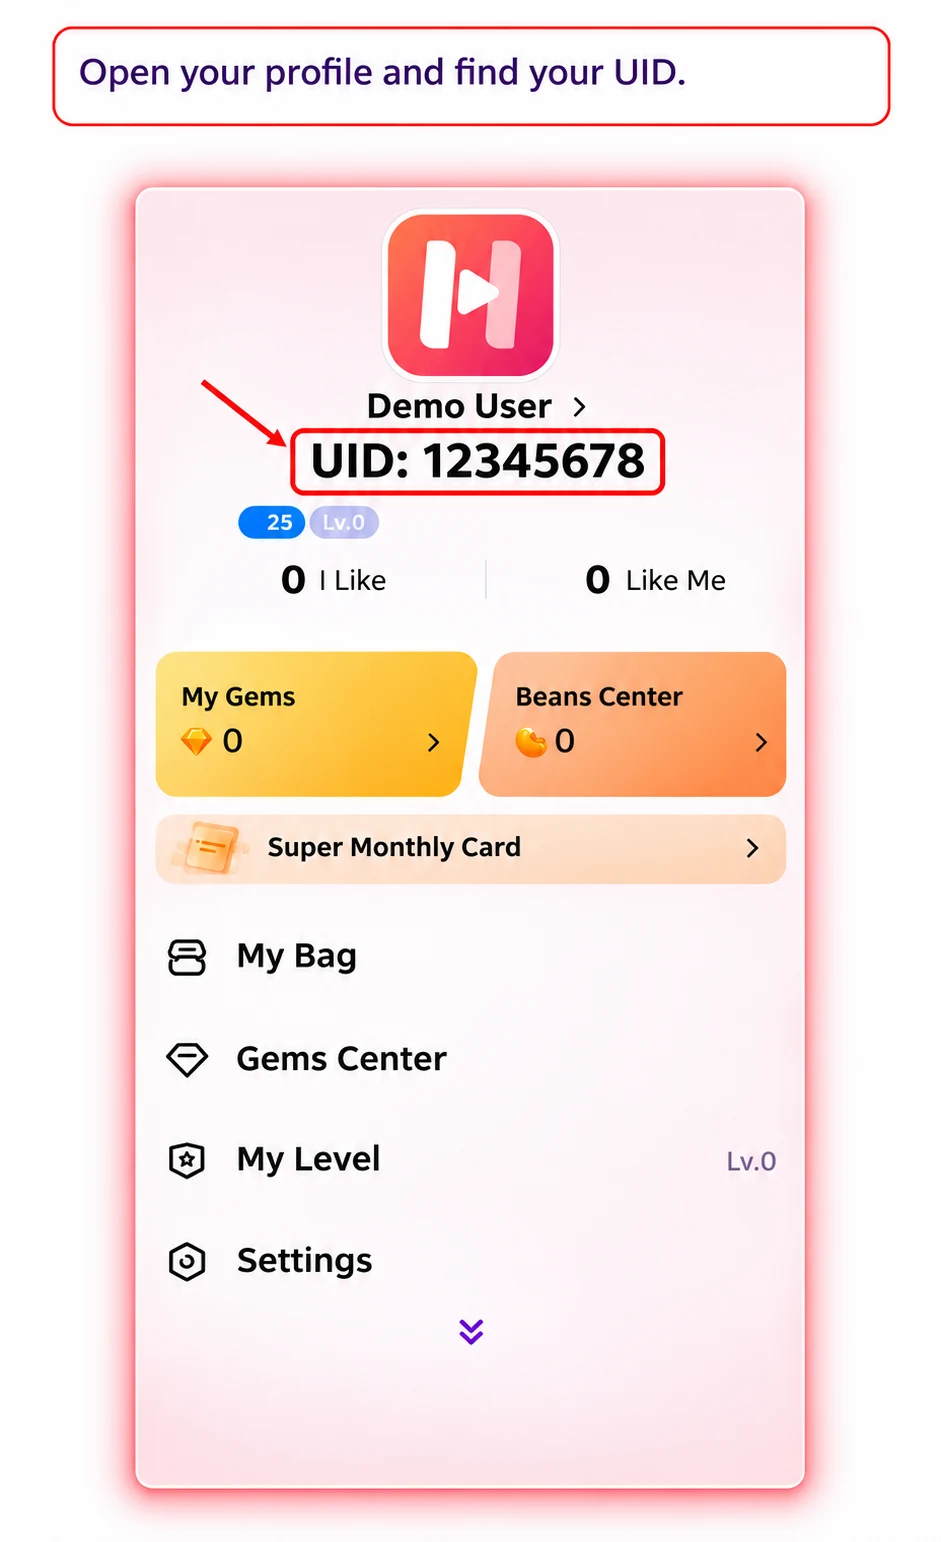 Open your profile and find your UID.
Demo User
UID: 12345678
25 Lv.0
0 I Like 0 Like Me
My Gems Beans Center
0 0
Super Monthly Card
My Bag
Gems Center
My Level Lv.0
Settings